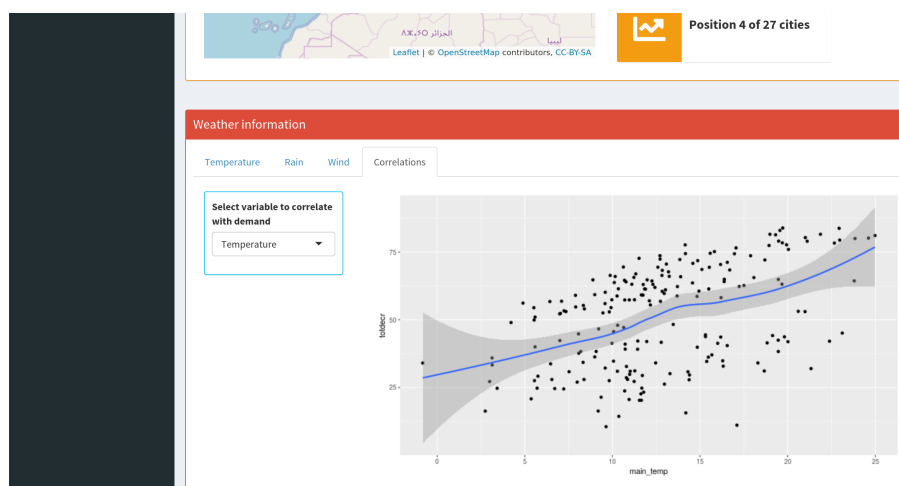 الجزائر ⵍⵣⵣⴰⵢⴻⵔ
ليبيا
Leaflet | © OpenStreetMap contributors, CC-BY-SA
Position 4 of 27 cities
Weather information
Temperature Rain Wind Correlations
Select variable to correlate
with demand
Temperature
75
50
25
totdecr
0 5 10 15 20 25
main_temp